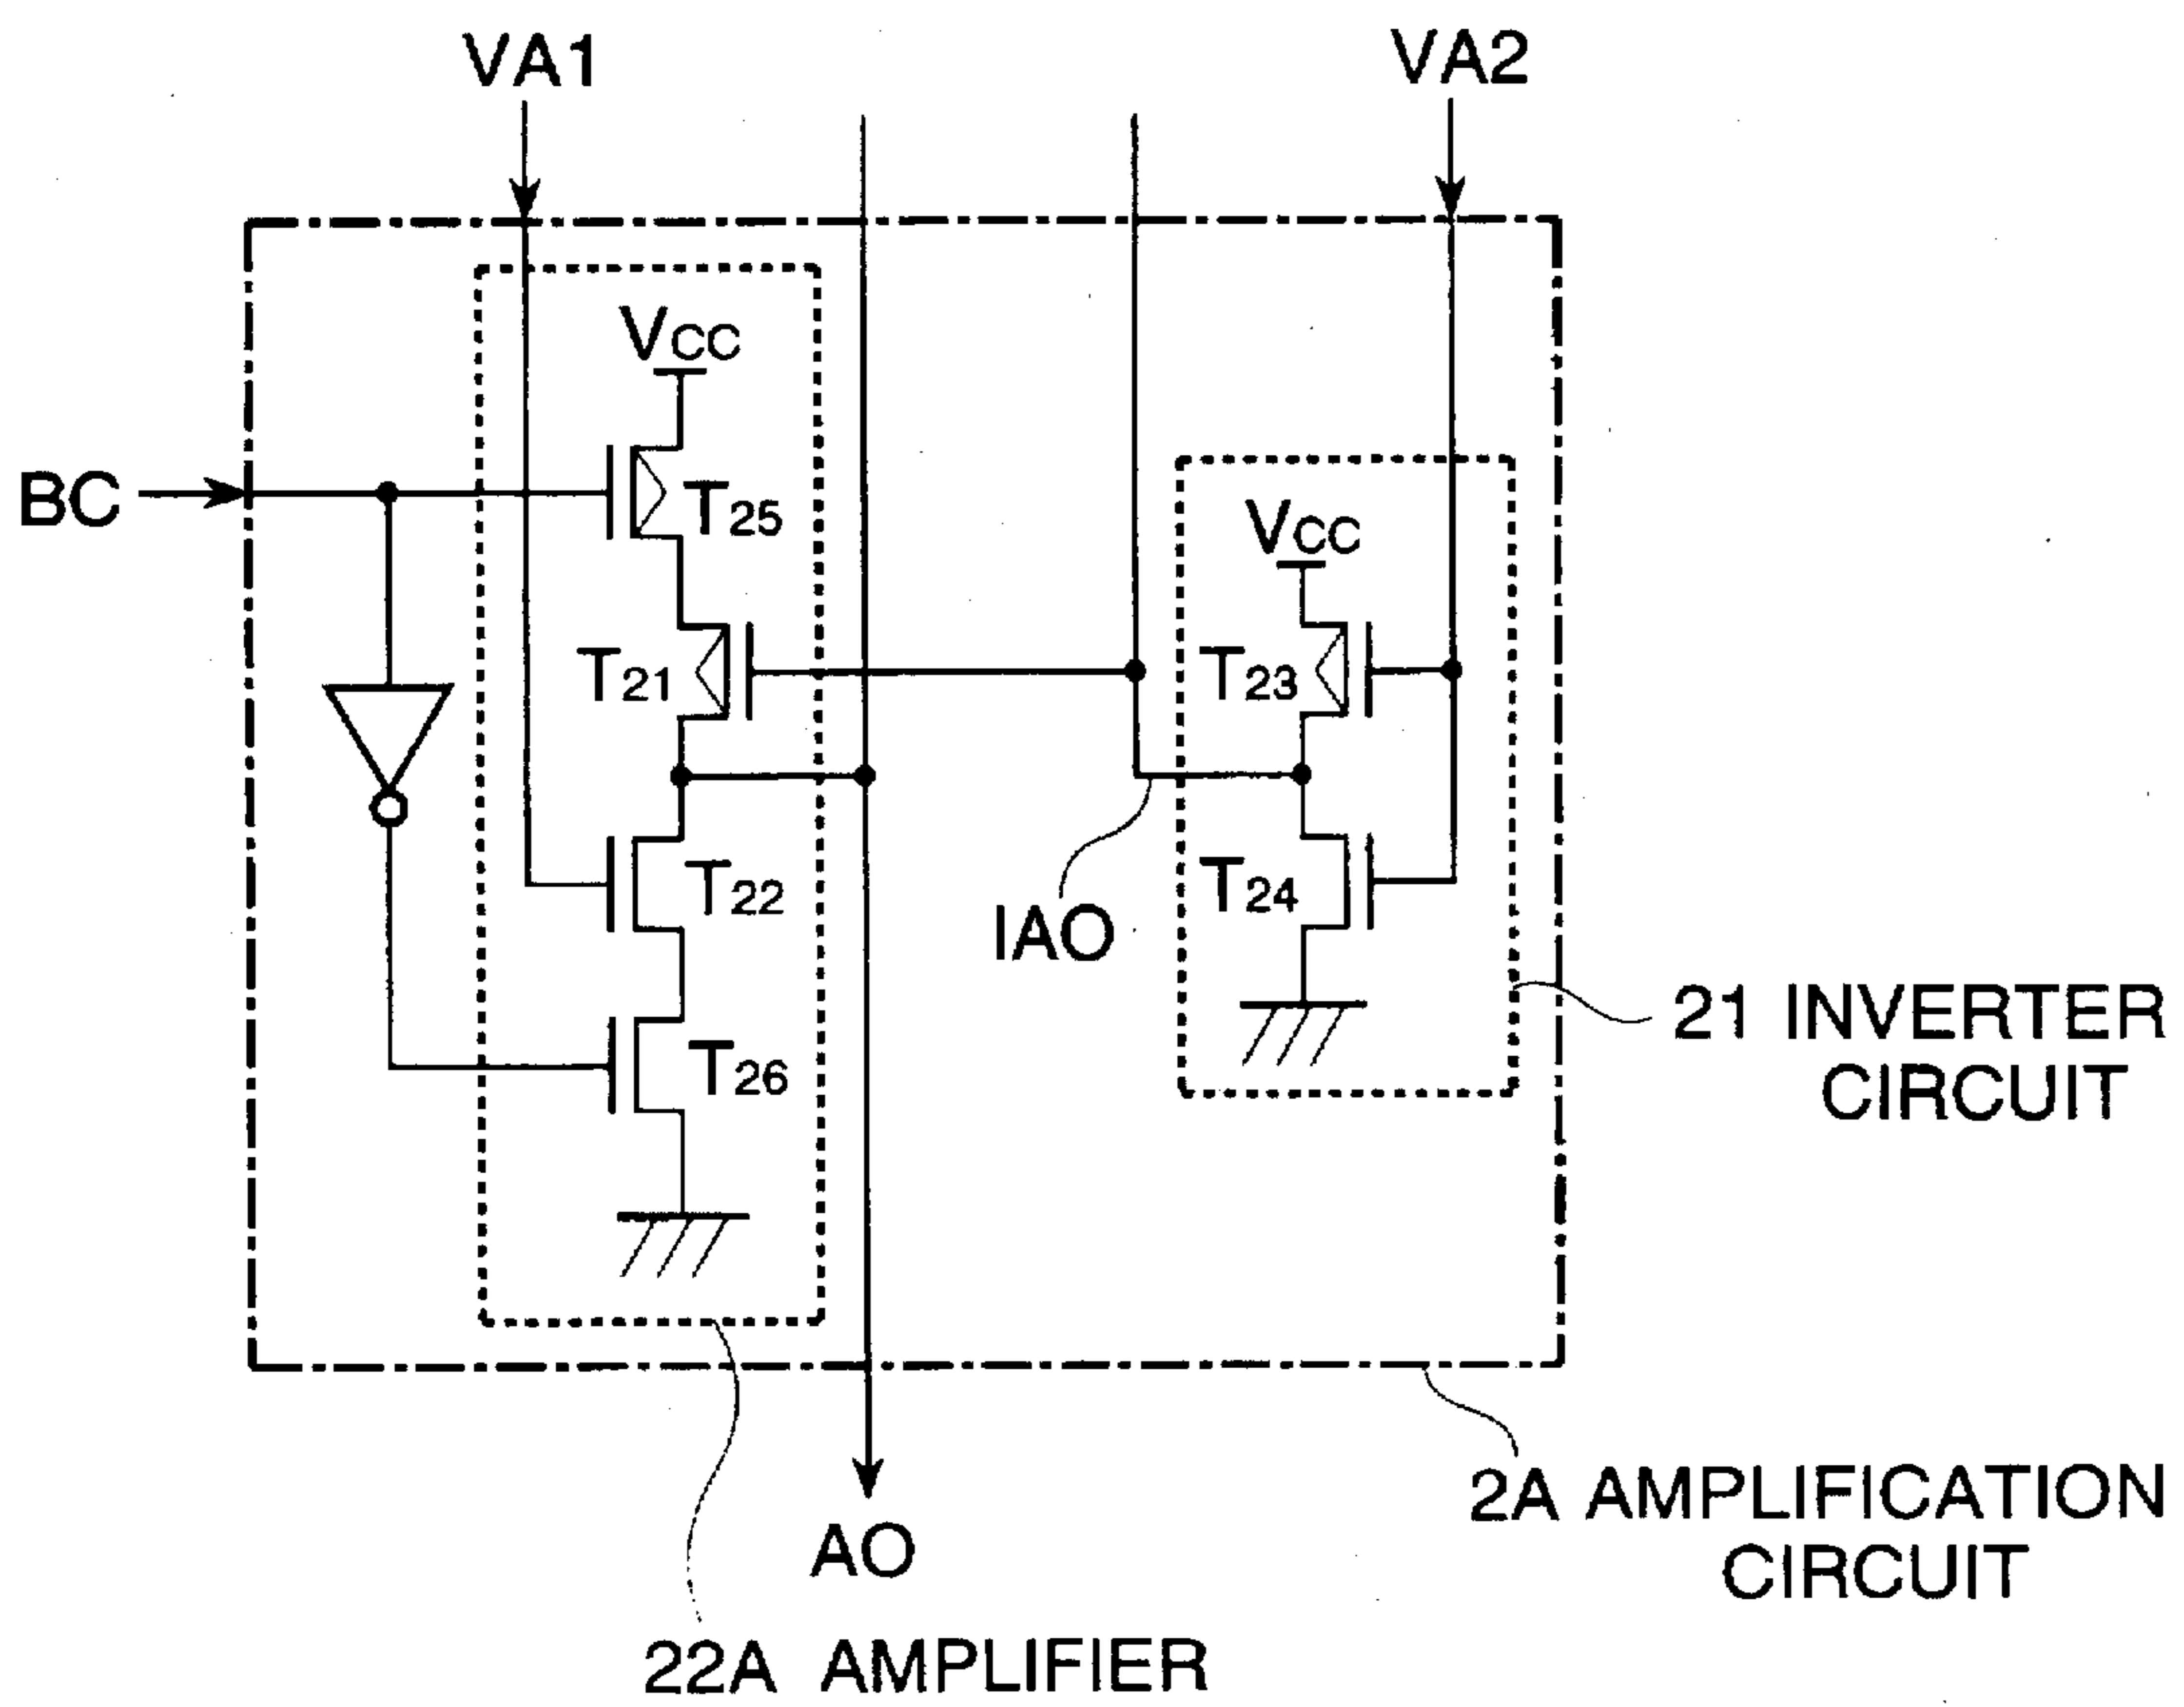 VA1
VA2
VCC
BC
T25
VCC
T21
T23
T22
T24
IAO
21 INVERTER
CIRCUIT
T26
2A AMPLIFICATION
CIRCUIT
AO
22A AMPLIFIER